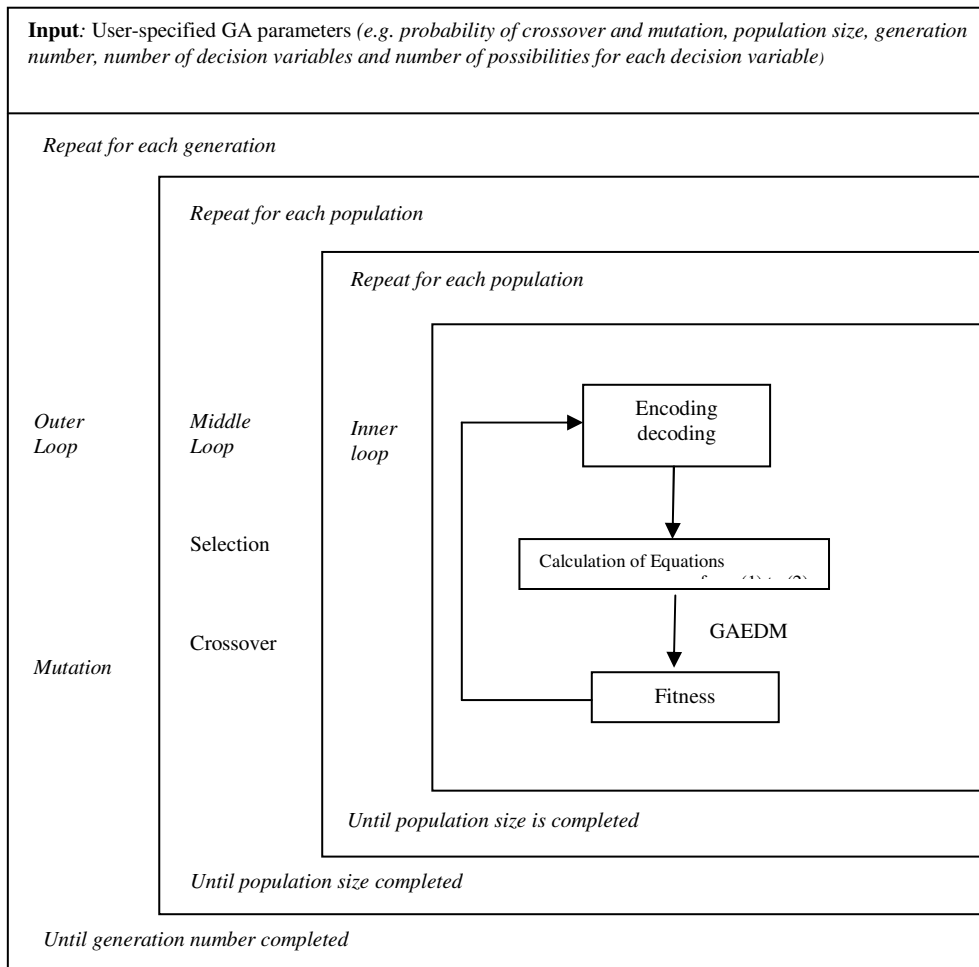 Input: User-specified GA parameters (e.g. probability of crossover and mutation, population size, generation
number, number of decision variables and number of possibilities for each decision variable)
Repeat for each generation
Repeat for each population
Repeat for each population
Encoding
decoding
Outer
Loop
Middle
Loop
Inner
loop
Selection
Calculation of Equations
GAEDM
Crossover
Mutation
Fitness
Until population size is completed
Until population size completed
Until generation number completed